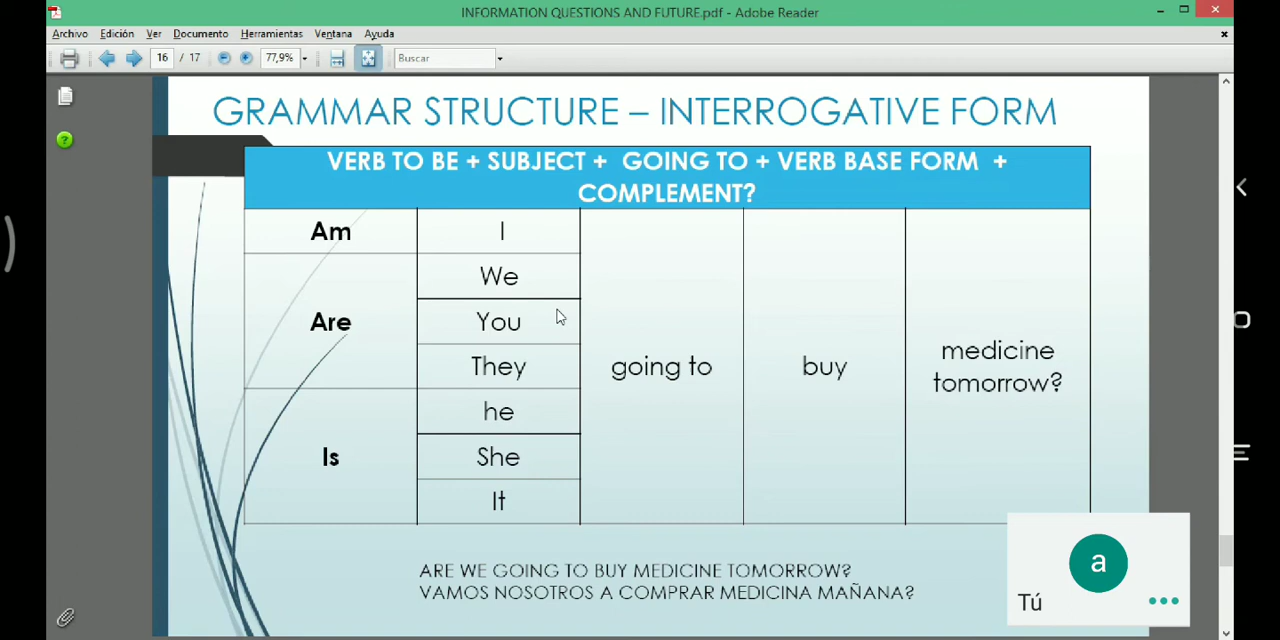 INFORMATION QUESTIONS AND FUTURE.pdf - Adobe Reader
Archivo Edición Ver Documento Herramientas Ventana Ayuda
16 / 17 77,9% Buscar
GRAMMAR STRUCTURE – INTERROGATIVE FORM
VERB TO BE + SUBJECT + GOING TO + VERB BASE FORM +
COMPLEMENT?
Am I
We
Are You
They going to buy medicine
tomorrow?
he
Is She
It
ARE WE GOING TO BUY MEDICINE TOMORROW?
VAMOS NOSOTROS A COMPRAR MEDICINA MAÑANA?
a
Tú